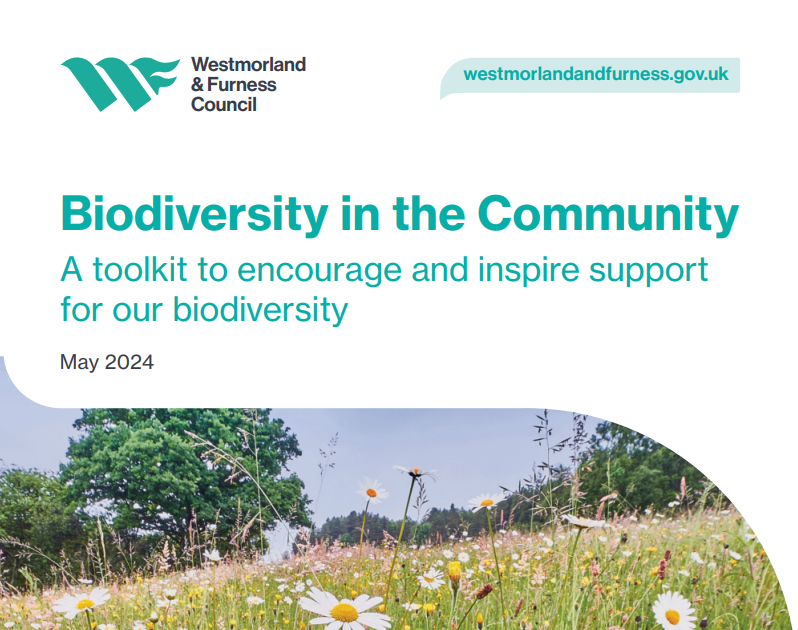 Westmorland
& Furness
Council
westmorlandandfurness.gov.uk
Biodiversity in the Community
A toolkit to encourage and inspire support
for our biodiversity
May 2024